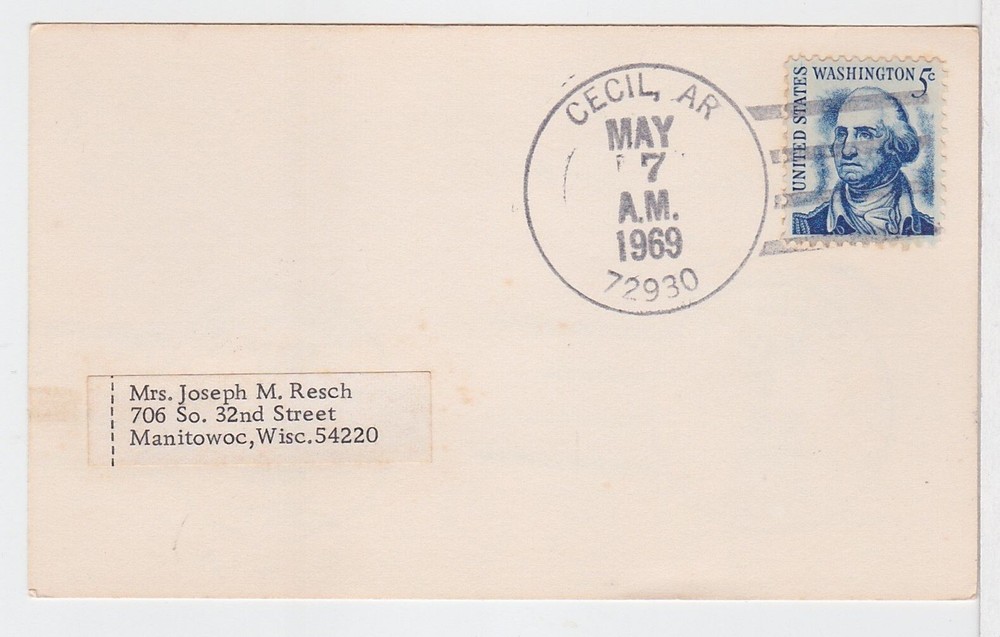 CECIL, AR
MAY
7
A.M.
1969
72930
UNITED STATES
WASHINGTON 5c
Mrs. Joseph M. Resch
706 So. 32nd Street
Manitowoc,Wisc.54220